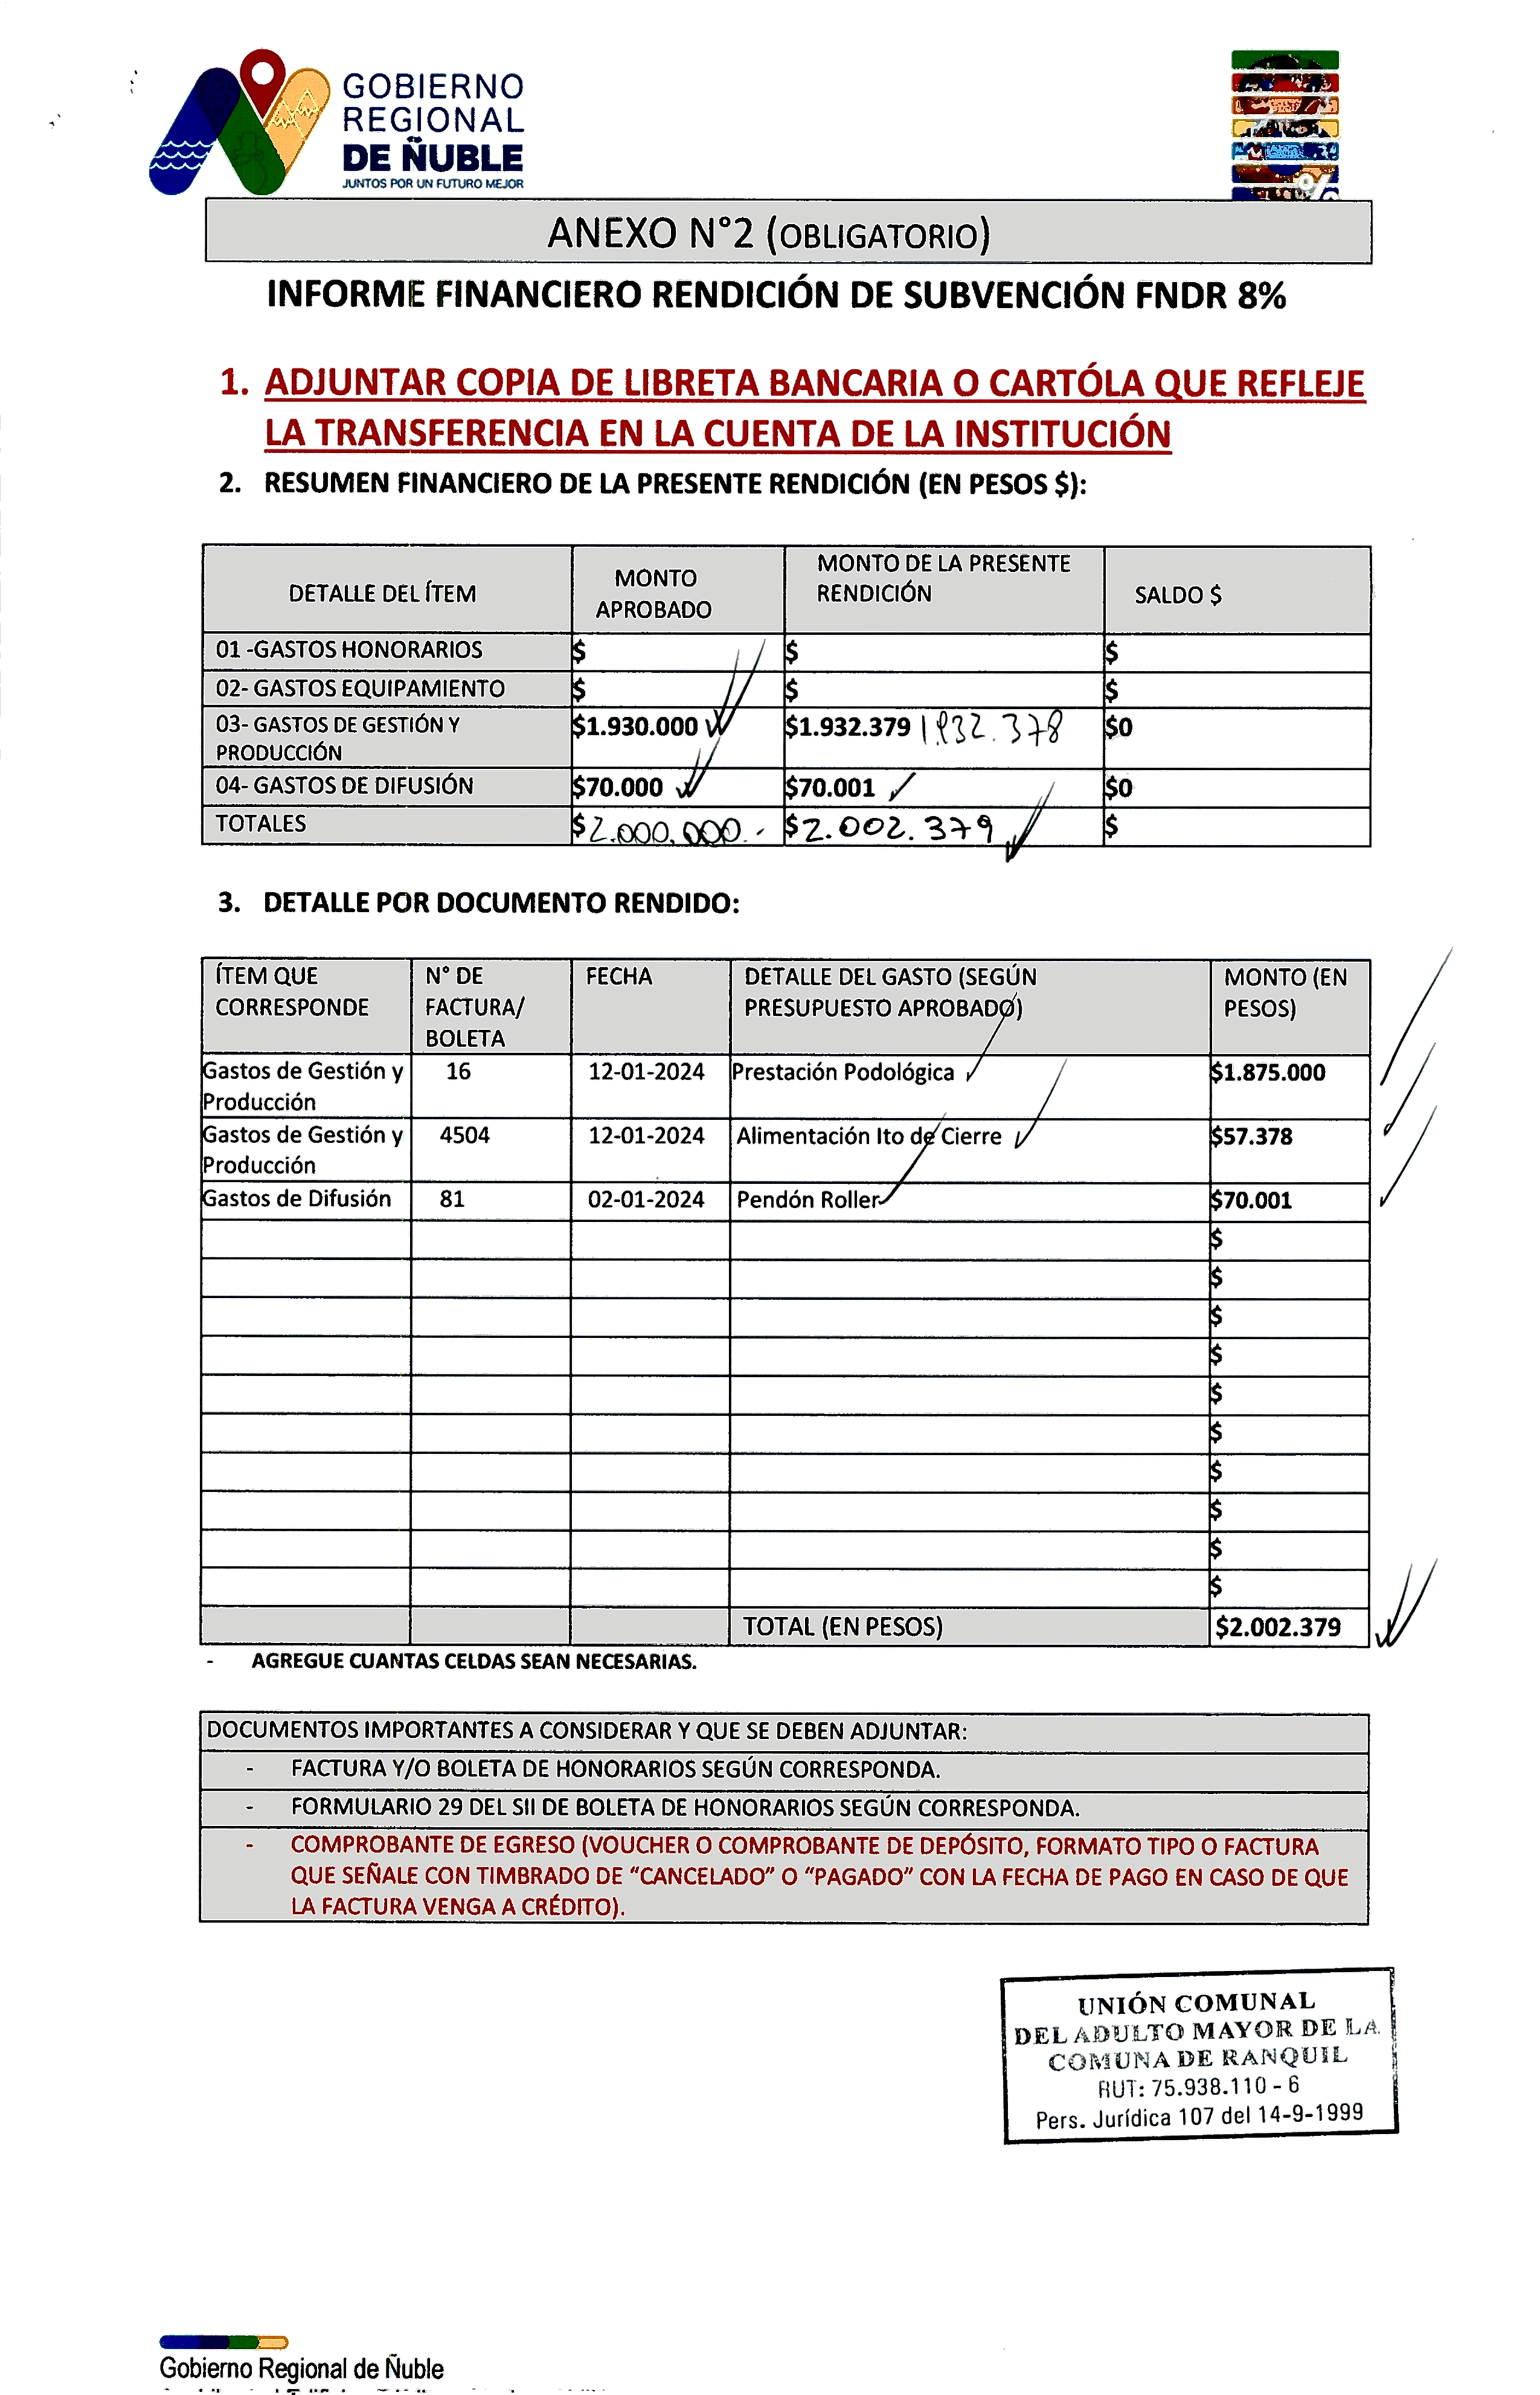 GOBIERNO
REGIONAL
DE ÑUBLE
JUNTOS POR UN FUTURO MEJOR
ANEXO N°2 (OBLIGATORIO)
INFORME FINANCIERO RENDICIÓN DE SUBVENCIÓN FNDR 8%
1. ADJUNTAR COPIA DE LIBRETA BANCARIA O CARTÓLA QUE REFLEJE
LA TRANSFERENCIA EN LA CUENTA DE LA INSTITUCIÓN
2. RESUMEN FINANCIERO DE LA PRESENTE RENDICIÓN (EN PESOS $):
DETALLE DEL ÍTEM MONTO APROBADO MONTO DE LA PRESENTE RENDICIÓN SALDO $
01 -GASTOS HONORARIOS $ $ $
02- GASTOS EQUIPAMIENTO $ $ $
03- GASTOS DE GESTIÓN Y PRODUCCIÓN $1.930.000 $1.932.379 1.932.378 $0
04- GASTOS DE DIFUSIÓN $70.000 $70.001 $0
TOTALES $2.000.000.- $2.002.379 $
3. DETALLE POR DOCUMENTO RENDIDO:
ÍTEM QUE CORRESPONDE N° DE FACTURA/ BOLETA FECHA DETALLE DEL GASTO (SEGÚN PRESUPUESTO APROBADO) MONTO (EN PESOS)
Gastos de Gestión y Producción 16 12-01-2024 Prestación Podológica $1.875.000
Gastos de Gestión y Producción 4504 12-01-2024 Alimentación Ito de Cierre $57.378
Gastos de Difusión 81 02-01-2024 Pendón Roller $70.001
$
$
$
$
$
$
$
$
$
$
TOTAL (EN PESOS) $2.002.379
- AGREGUE CUANTAS CELDAS SEAN NECESARIAS.
DOCUMENTOS IMPORTANTES A CONSIDERAR Y QUE SE DEBEN ADJUNTAR:
- FACTURA Y/O BOLETA DE HONORARIOS SEGÚN CORRESPONDA.
- FORMULARIO 29 DEL SII DE BOLETA DE HONORARIOS SEGÚN CORRESPONDA.
- COMPROBANTE DE EGRESO (VOUCHER O COMPROBANTE DE DEPÓSITO, FORMATO TIPO O FACTURA
QUE SEÑALE CON TIMBRADO DE "CANCELADO" O "PAGADO" CON LA FECHA DE PAGO EN CASO DE QUE
LA FACTURA VENGA A CRÉDITO).
UNIÓN COMUNAL
DEL ADULTO MAYOR DE LA
COMUNA DE RANQUIL
RUT: 75.938.110 - 6
Pers. Jurídica 107 del 14-9-1999
Gobierno Regional de Ñuble